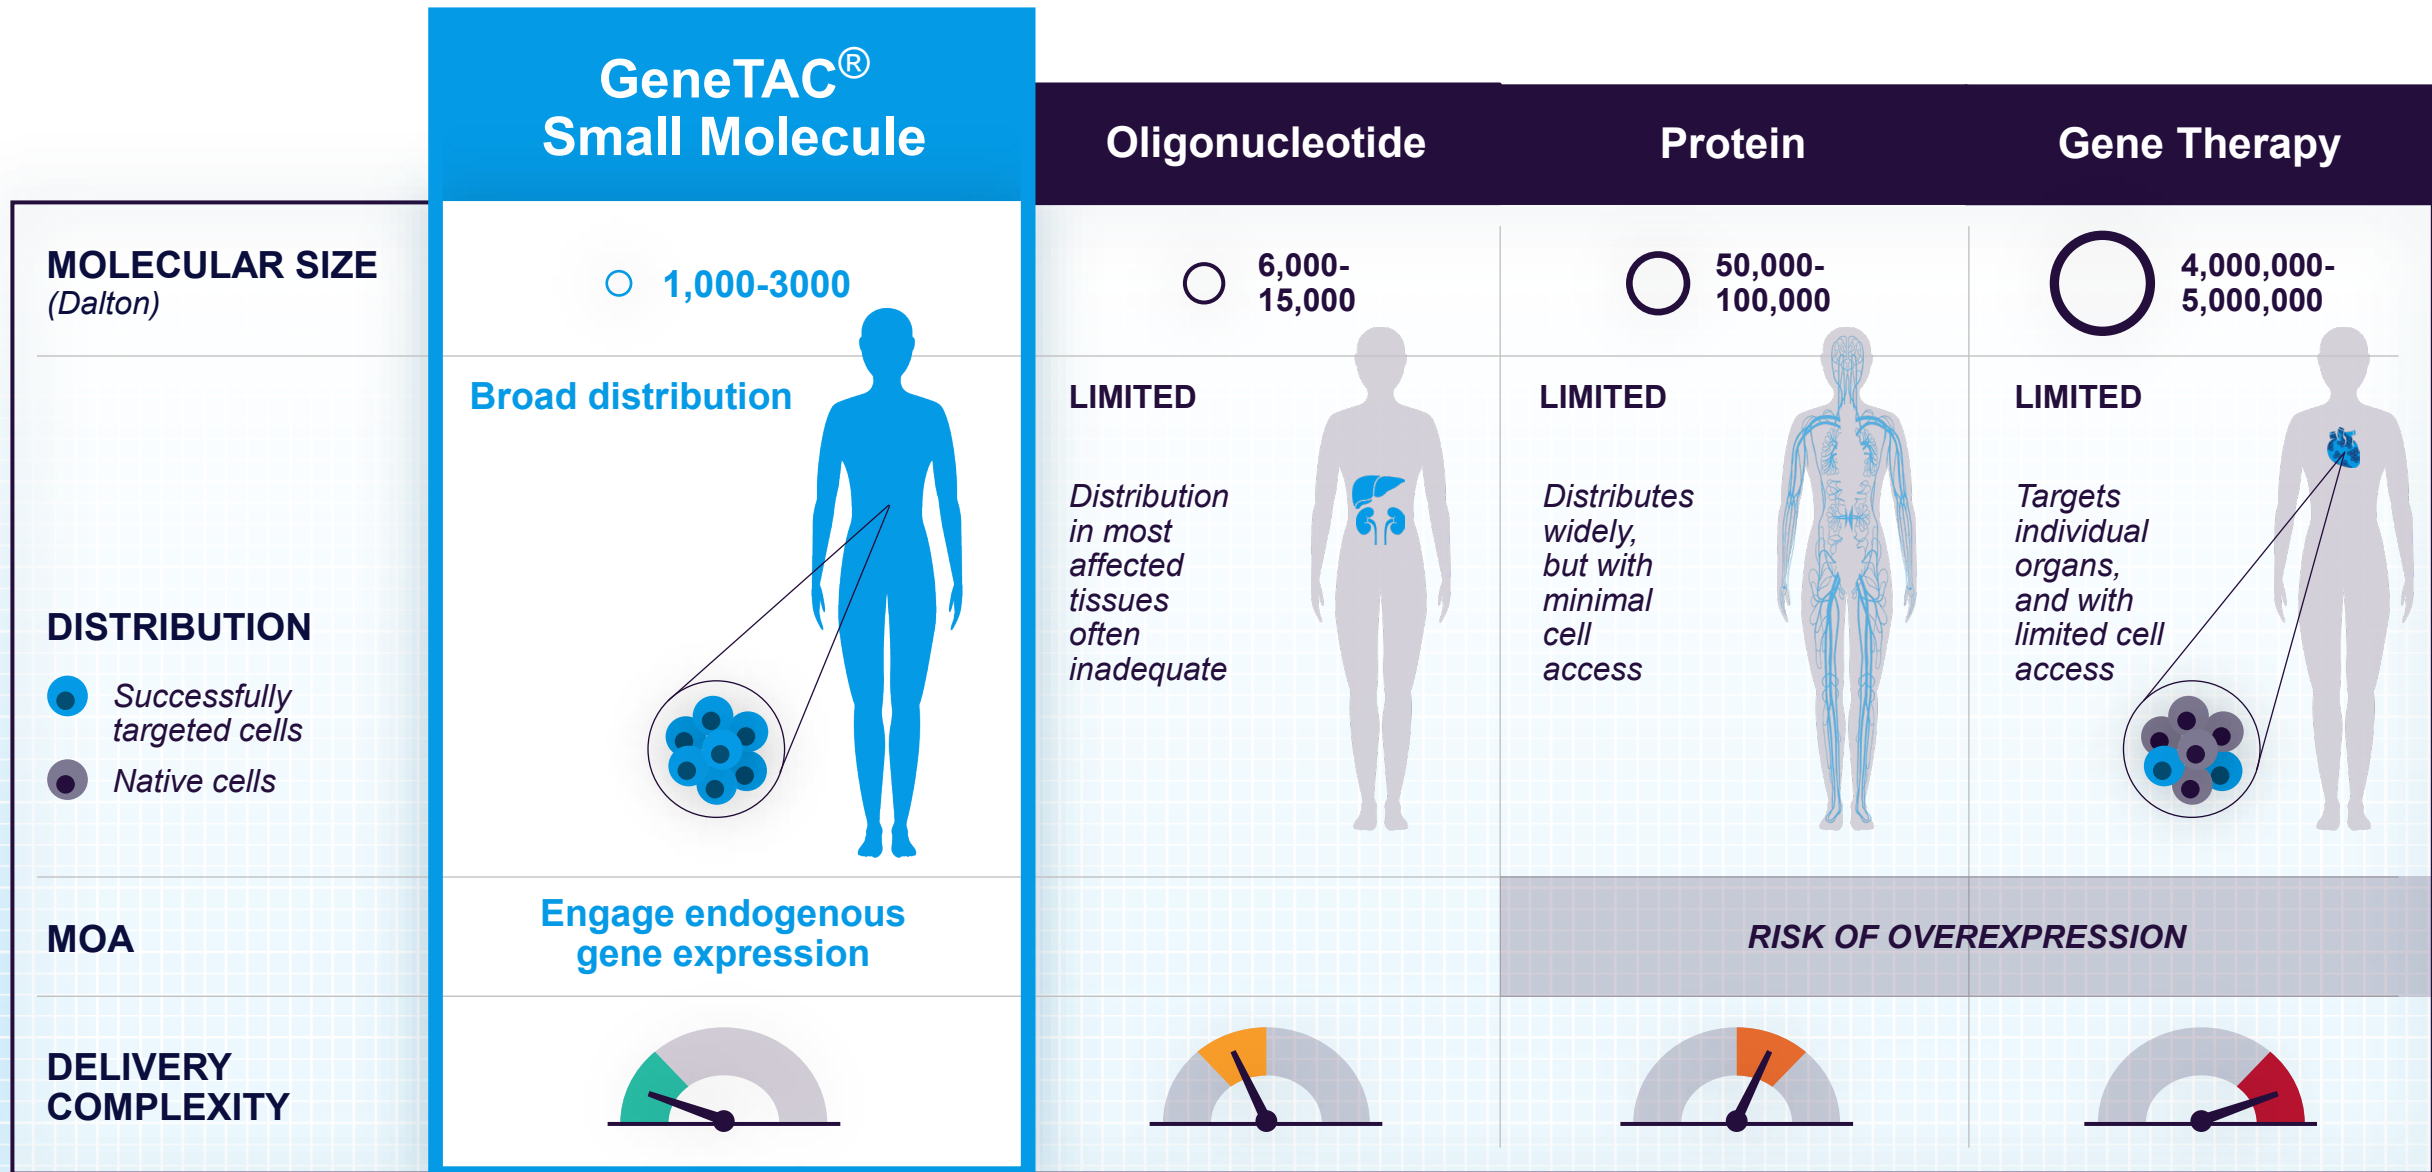 GeneTAC®
Small Molecule
Oligonucleotide
Protein
Gene Therapy
MOLECULAR SIZE
(Dalton)
1,000-3000
6,000-
15,000
50,000-
100,000
4,000,000-
5,000,000
DISTRIBUTION
Successfully
targeted cells
Native cells
Broad distribution
LIMITED
Distribution
in most
affected
tissues
often
inadequate
LIMITED
Distributes
widely,
but with
minimal
cell
access
LIMITED
Targets
individual
organs,
and with
limited cell
access
MOA
Engage endogenous
gene expression
RISK OF OVEREXPRESSION
DELIVERY
COMPLEXITY